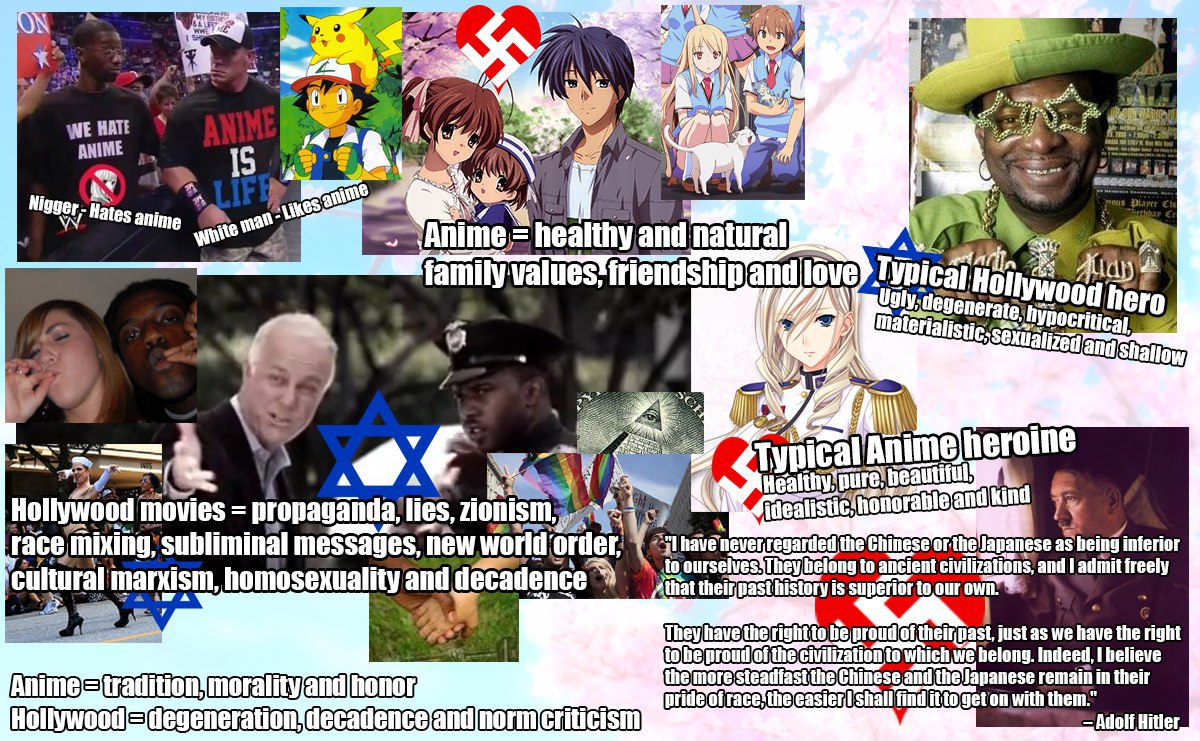 ON
WE HATE
ANIME
ANIME
IS
LIFE
Nigger - Hates anime
White man - Likes anime
Anime = healthy and natural
family values, friendship and love
Typical Hollywood hero
Ugly, degenerate, hypocritical,
materialistic, sexualized and shallow
Typical Anime heroine
Healthy, pure, beautiful,
idealistic, honorable and kind
Hollywood movies = propaganda, lies, zionism,
race mixing, subliminal messages, new world order,
cultural marxism, homosexuality and decadence
"I have never regarded the Chinese or the Japanese as being inferior
to ourselves. They belong to ancient civilizations, and I admit freely
that their past history is superior to our own.
They have the right to be proud of their past, just as we have the right
to be proud of the civilization to which we belong. Indeed, I believe
the more steadfast the Chinese and the Japanese remain in their
pride of race, the easier I shall find it to get on with them."
– Adolf Hitler
Anime = tradition, morality and honor
Hollywood = degeneration, decadence and norm criticism